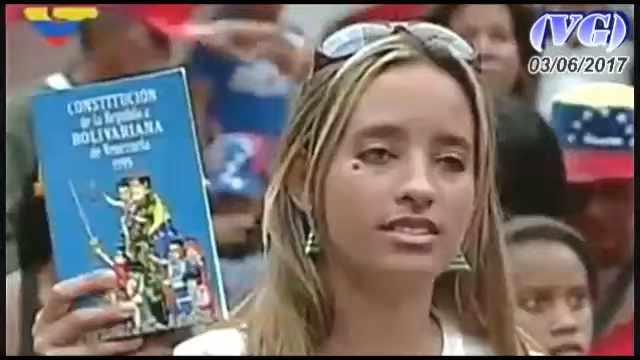 (VG)
03/06/2017
CONSTITUCIÓN
de la República
BOLIVARIANA
de Venezuela
1999